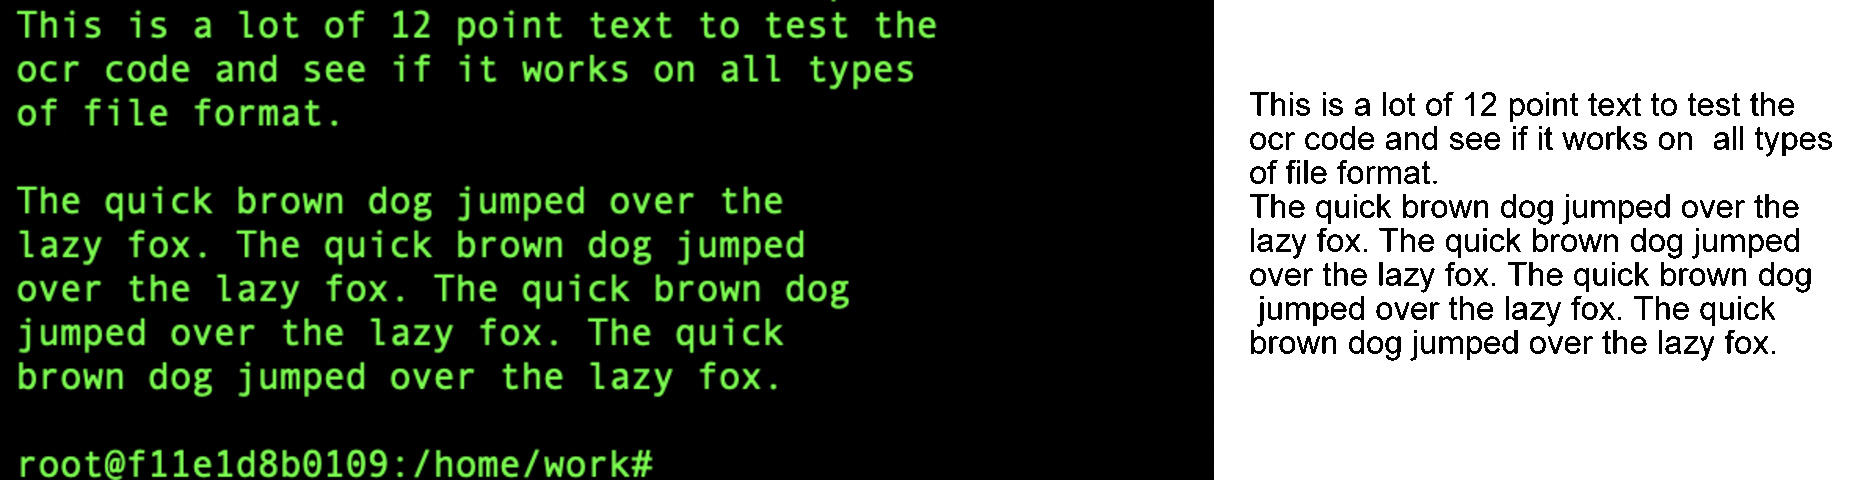 This is a lot of 12 point text to test the
ocr code and see if it works on all types
of file format.
The quick brown dog jumped over the
lazy fox. The quick brown dog jumped
over the lazy fox. The quick brown dog
jumped over the lazy fox. The quick
brown dog jumped over the lazy fox.
root@f11e1d8b0109:/home/work#
This is a lot of 12 point text to test the
ocr code and see if it works on  all types
of file format.
The quick brown dog jumped over the
lazy fox. The quick brown dog jumped
over the lazy fox. The quick brown dog
 jumped over the lazy fox. The quick
brown dog jumped over the lazy fox.